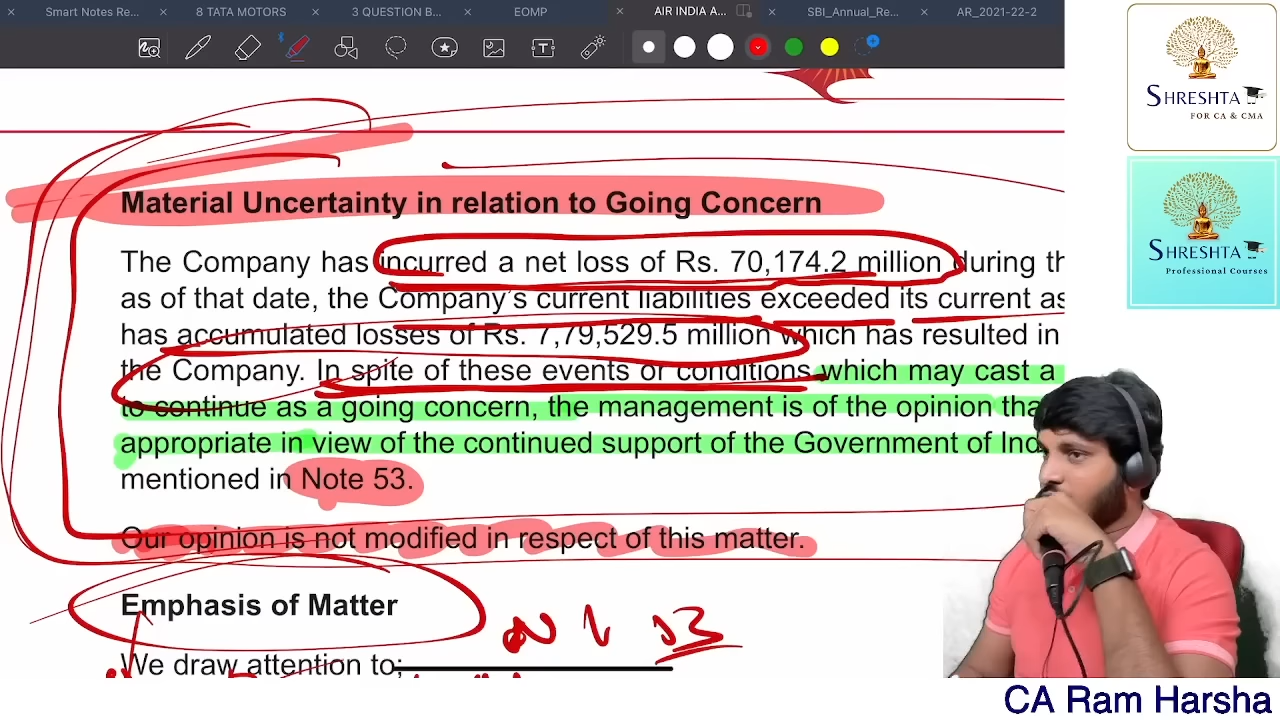 Smart Notes Re...
8 TATA MOTORS
3 QUESTION B...
EOMP
AIR INDIA A...
SBI_Annual_Re...
AR_2021-22-2
SHRESHTA
FOR CA & CMA
SHRESHTA
Professional Courses
Material Uncertainty in relation to Going Concern
The Company has incurred a net loss of Rs. 70,174.2 million during th
as of that date, the Company's current liabilities exceeded its current as
has accumulated losses of Rs. 7,79,529.5 million which has resulted in
the Company. In spite of these events or conditions which may cast a
to continue as a going concern, the management is of the opinion tha
appropriate in view of the continued support of the Government of Ind
mentioned in Note 53.
Our opinion is not modified in respect of this matter.
Emphasis of Matter
We draw attention to;
CA Ram Harsha